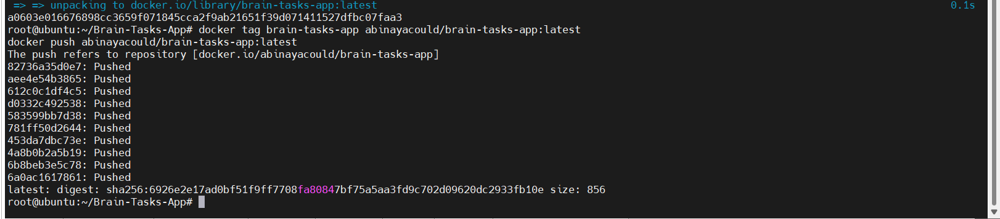 => => unpacking to docker.io/library/brain-tasks-app:latest 0.1s
a0603e016676898cc3659f071845cca2f9ab21651f39d071411527dfbc07faa3
root@ubuntu:~/Brain-Tasks-App# docker tag brain-tasks-app abinayacould/brain-tasks-app:latest
docker push abinayacould/brain-tasks-app:latest
The push refers to repository [docker.io/abinayacould/brain-tasks-app]
82736a35d0e7: Pushed
aee4e54b3865: Pushed
612c0c1df4c5: Pushed
d0332c492538: Pushed
583599bb7d38: Pushed
781ff50d2644: Pushed
453da7dbc73e: Pushed
4a8b0b2a5b19: Pushed
6b8beb3e5c78: Pushed
6a0ac1617861: Pushed
latest: digest: sha256:6926e2e17ad0bf51f9ff7708fa80847bf75a5aa3fd9c702d09620dc2933fb10e size: 856
root@ubuntu:~/Brain-Tasks-App#